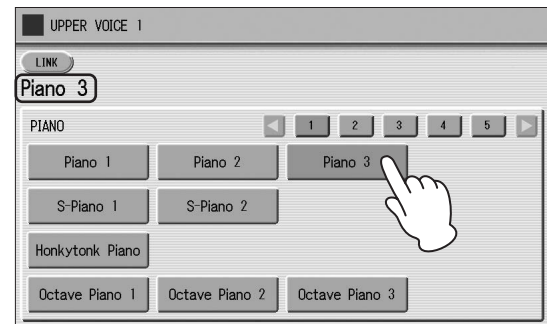 UPPER VOICE 1
LINK
Piano 3
PIANO 1 2 3 4 5
Piano 1 Piano 2 Piano 3
S-Piano 1 S-Piano 2
Honkytonk Piano
Octave Piano 1 Octave Piano 2 Octave Piano 3